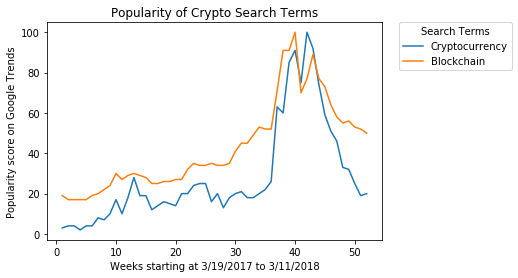 Popularity of Crypto Search Terms
Search Terms
Cryptocurrency
Blockchain
Popularity score on Google Trends
100
80
60
40
20
0
0 10 20 30 40 50
Weeks starting at 3/19/2017 to 3/11/2018